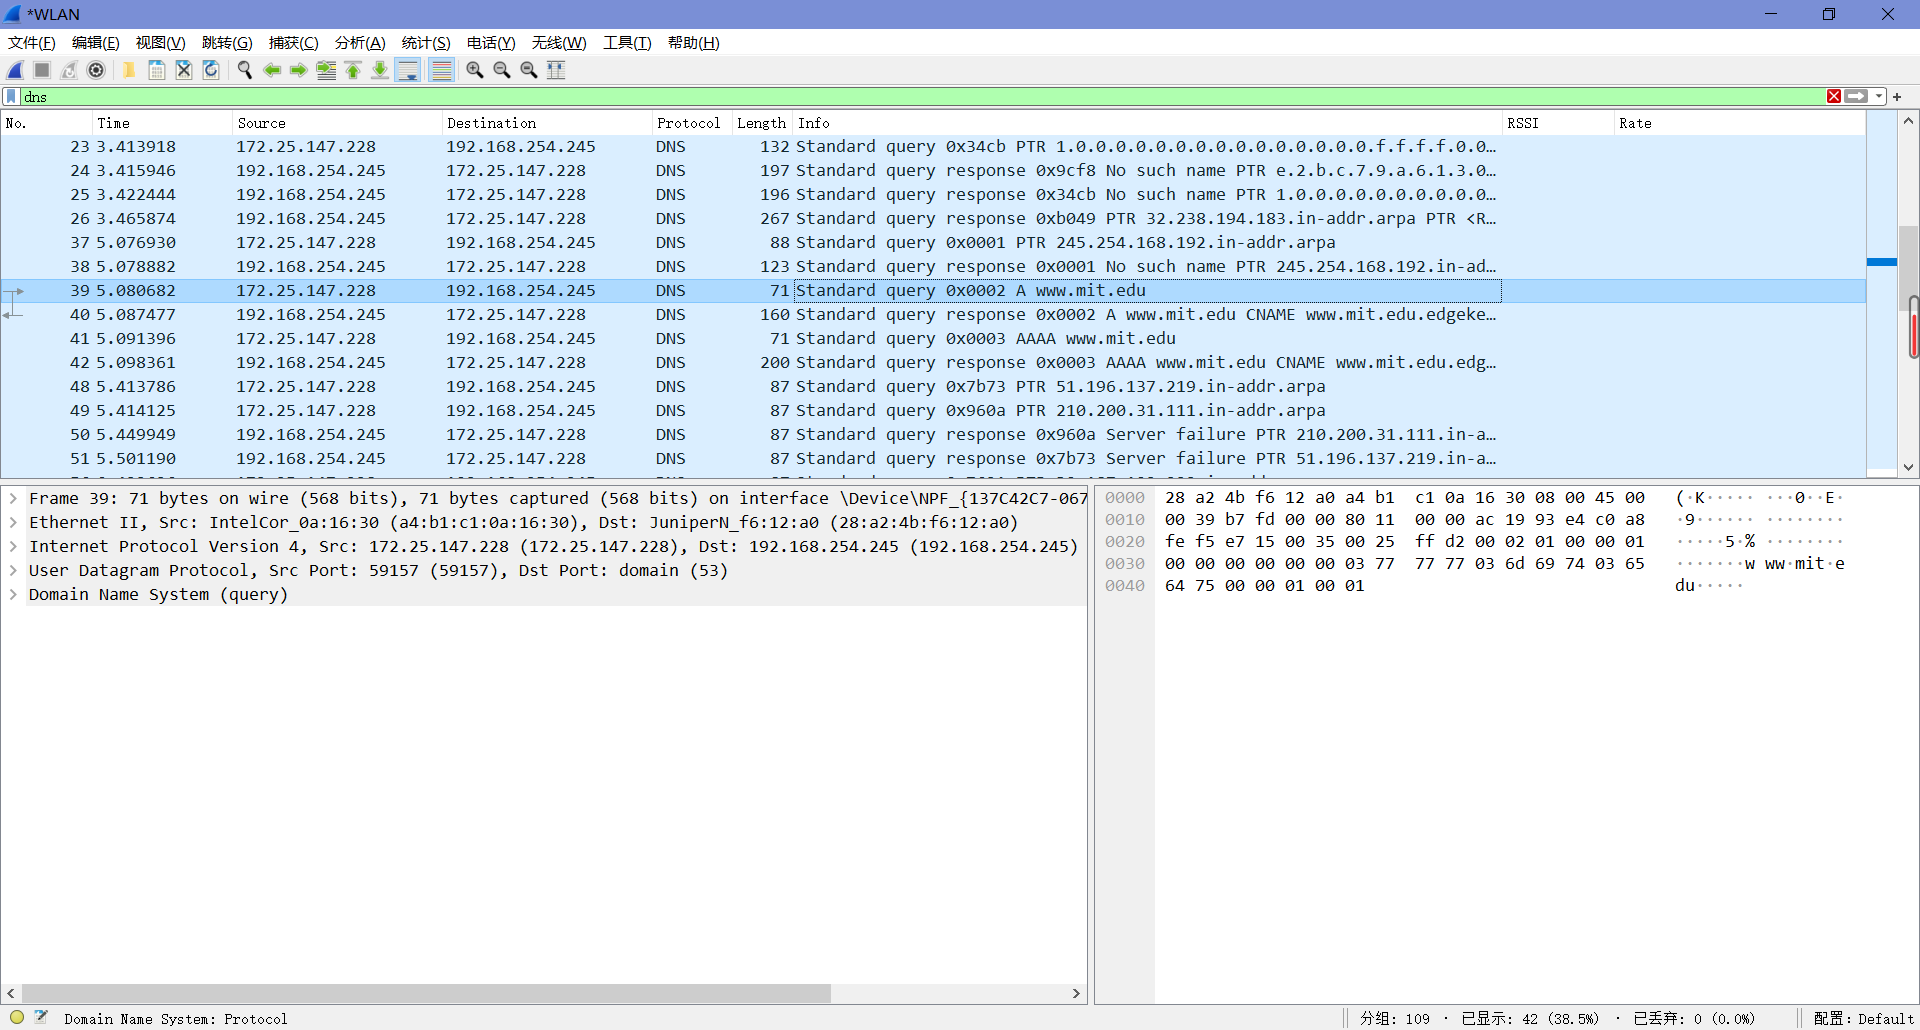 *WLAN
文件(F) 编辑(E) 视图(V) 跳转(G) 捕获(C) 分析(A) 统计(S) 电话(Y) 无线(W) 工具(T) 帮助(H)
dns
No. Time Source Destination Protocol Length Info RSSI Rate
23 3.413918 172.25.147.228 192.168.254.245 DNS 132 Standard query 0x34cb PTR 1.0.0.0.0.0.0.0.0.0.0.0.0.0.0.0.f.f.f.f.0.0…
24 3.415946 192.168.254.245 172.25.147.228 DNS 197 Standard query response 0x9cf8 No such name PTR e.2.b.c.7.9.a.6.1.3.0…
25 3.422444 192.168.254.245 172.25.147.228 DNS 196 Standard query response 0x34cb No such name PTR 1.0.0.0.0.0.0.0.0.0.0…
26 3.465874 192.168.254.245 172.25.147.228 DNS 267 Standard query response 0xb049 PTR 32.238.194.183.in-addr.arpa PTR <R…
37 5.076930 172.25.147.228 192.168.254.245 DNS 88 Standard query 0x0001 PTR 245.254.168.192.in-addr.arpa
38 5.078882 192.168.254.245 172.25.147.228 DNS 123 Standard query response 0x0001 No such name PTR 245.254.168.192.in-ad…
39 5.080682 172.25.147.228 192.168.254.245 DNS 71 Standard query 0x0002 A www.mit.edu
40 5.087477 192.168.254.245 172.25.147.228 DNS 160 Standard query response 0x0002 A www.mit.edu CNAME www.mit.edu.edgeke…
41 5.091396 172.25.147.228 192.168.254.245 DNS 71 Standard query 0x0003 AAAA www.mit.edu
42 5.098361 192.168.254.245 172.25.147.228 DNS 200 Standard query response 0x0003 AAAA www.mit.edu CNAME www.mit.edu.edg…
48 5.413786 172.25.147.228 192.168.254.245 DNS 87 Standard query 0x7b73 PTR 51.196.137.219.in-addr.arpa
49 5.414125 172.25.147.228 192.168.254.245 DNS 87 Standard query 0x960a PTR 210.200.31.111.in-addr.arpa
50 5.449949 192.168.254.245 172.25.147.228 DNS 87 Standard query response 0x960a Server failure PTR 210.200.31.111.in-a…
51 5.501190 192.168.254.245 172.25.147.228 DNS 87 Standard query response 0x7b73 Server failure PTR 51.196.137.219.in-a…
Frame 39: 71 bytes on wire (568 bits), 71 bytes captured (568 bits) on interface \Device\NPF_{137C42C7-067
Ethernet II, Src: IntelCor_0a:16:30 (a4:b1:c1:0a:16:30), Dst: JuniperN_f6:12:a0 (28:a2:4b:f6:12:a0)
Internet Protocol Version 4, Src: 172.25.147.228 (172.25.147.228), Dst: 192.168.254.245 (192.168.254.245)
User Datagram Protocol, Src Port: 59157 (59157), Dst Port: domain (53)
Domain Name System (query)
0000 28 a2 4b f6 12 a0 a4 b1 c1 0a 16 30 08 00 45 00 (·K····· ···0··E·
0010 00 39 b7 fd 00 00 80 11 00 00 ac 19 93 e4 c0 a8 ·9······ ········
0020 fe f5 e7 15 00 35 00 25 ff d2 00 02 01 00 00 01 ·····5·% ········
0030 00 00 00 00 00 00 03 77 77 77 03 6d 69 74 03 65 ·······w ww·mit·e
0040 64 75 00 00 01 00 01 du·····
Domain Name System: Protocol
分组: 109 · 已显示: 42 (38.5%) · 已丢弃: 0 (0.0%)
配置: Default